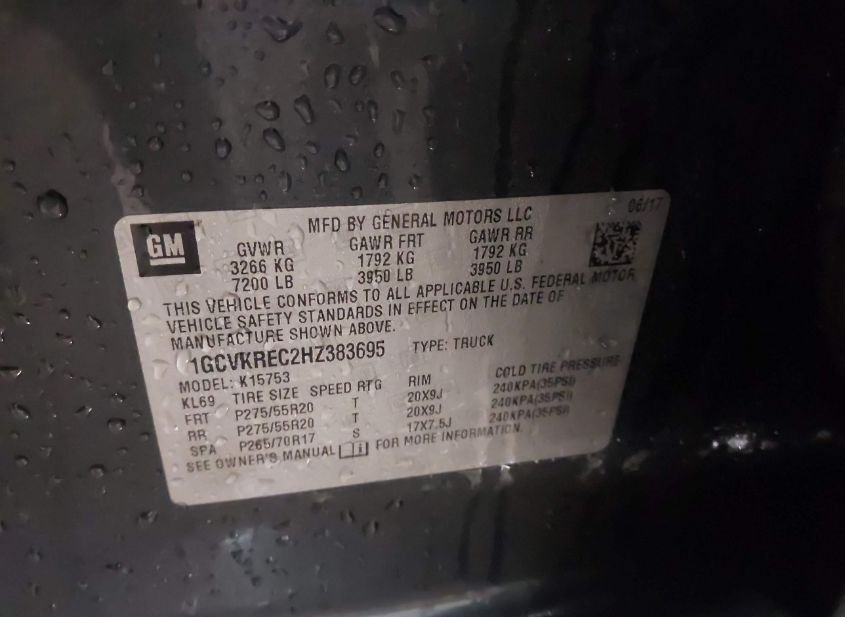 06/17
GM
MFD BY GENERAL MOTORS LLC
GVWR GAWR FRT GAWR RR
3266 KG 1792 KG 1792 KG
7200 LB 3950 LB 3950 LB
THIS VEHICLE CONFORMS TO ALL APPLICABLE U.S. FEDERAL MOTOR
VEHICLE SAFETY STANDARDS IN EFFECT ON THE DATE OF
MANUFACTURE SHOWN ABOVE.
1GCVKREC2HZ383695 TYPE: TRUCK
MODEL: K15753
KL69 TIRE SIZE SPEED RTG RIM COLD TIRE PRESSURE
FRT P275/55R20 T 20X9J 240KPA(35PSI)
RR P275/55R20 T 20X9J 240KPA(35PSI)
SPA P265/70R17 S 17X7.5J 240KPA(35PSI)
SEE OWNER'S MANUAL i FOR MORE INFORMATION.